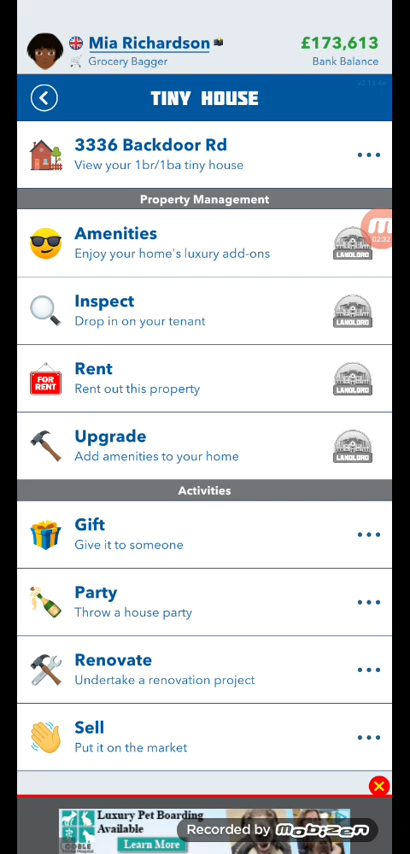 Mia Richardson
£173,613
Grocery Bagger
Bank Balance
TINY HOUSE
3336 Backdoor Rd
View your 1br/1ba tiny house
Property Management
Amenities
Enjoy your home's luxury add-ons
LANDLORD
02:32
Inspect
Drop in on your tenant
LANDLORD
FOR RENT
Rent
Rent out this property
LANDLORD
Upgrade
Add amenities to your home
LANDLORD
Activities
Gift
Give it to someone
Party
Throw a house party
Renovate
Undertake a renovation project
Sell
Put it on the market
Luxury Pet Boarding
Available
Learn More
Recorded by mobizen